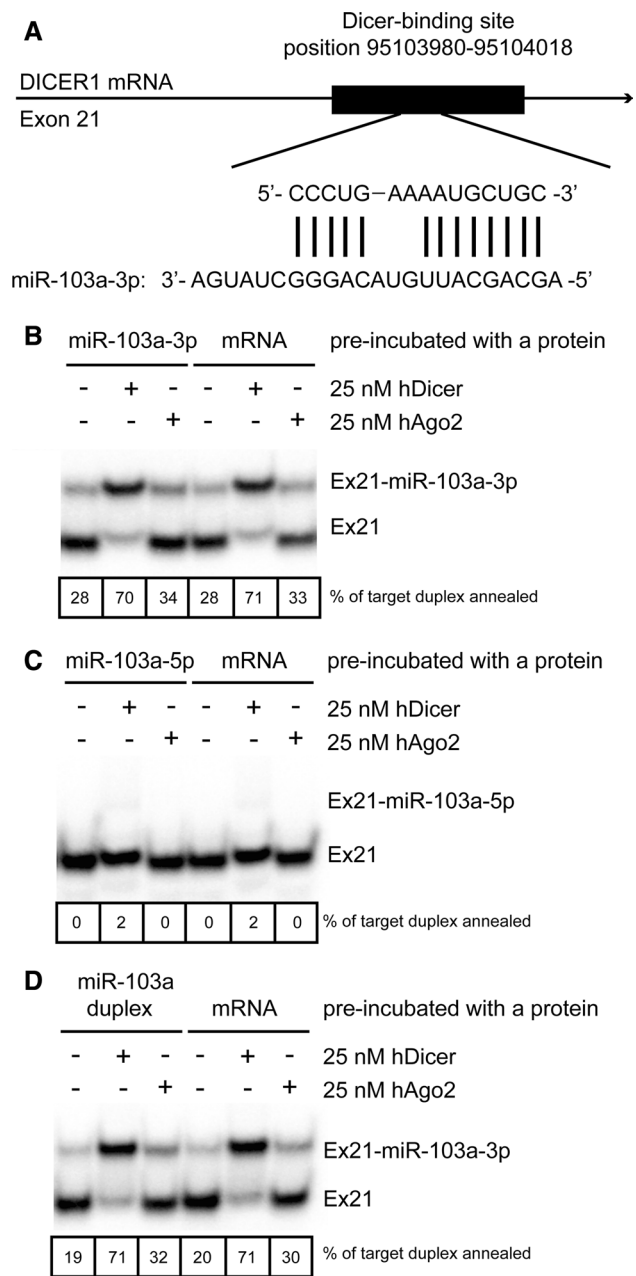 A
Dicer-binding site
position 95103980-95104018
DICER1 mRNA
Exon 21
5'- CCCUG–AAAAUGCUGC -3'
miR-103a-3p: 3'- AGUAUCGGGACAUGUUACGACGA -5'
B
miR-103a-3p mRNA pre-incubated with a protein
- + - - + - 25 nM hDicer
- - + - - + 25 nM hAgo2
Ex21-miR-103a-3p
Ex21
28 70 34 28 71 33 % of target duplex annealed
C
miR-103a-5p mRNA pre-incubated with a protein
- + - - + - 25 nM hDicer
- - + - - + 25 nM hAgo2
Ex21-miR-103a-5p
Ex21
0 2 0 0 2 0 % of target duplex annealed
D
miR-103a
duplex mRNA pre-incubated with a protein
- + - - + - 25 nM hDicer
- - + - - + 25 nM hAgo2
Ex21-miR-103a-3p
Ex21
19 71 32 20 71 30 % of target duplex annealed